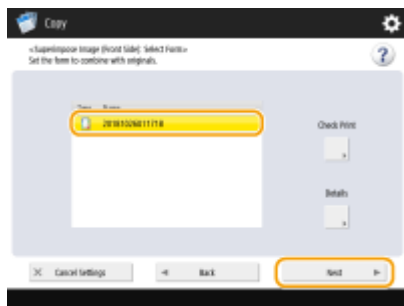 Copy
<Superimpose Image (Front Side): Select Form>
Set the form to combine with originals.
?
Type Name
20181026011718
Check Print
Details
× Cancel Settings
◄ Back
Next ►